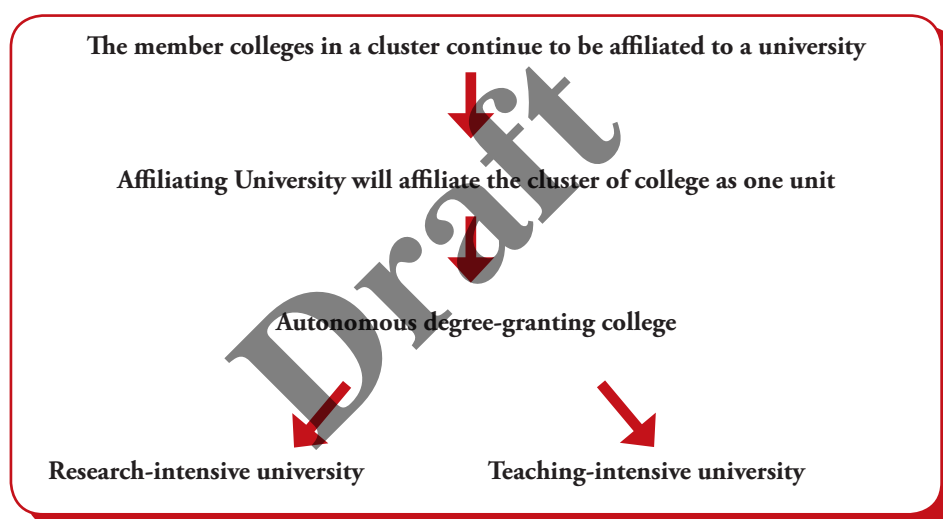 The member colleges in a cluster continue to be affiliated to a university
Affiliating University will affiliate the cluster of college as one unit
Autonomous degree-granting college
Research-intensive university
Teaching-intensive university
Draft